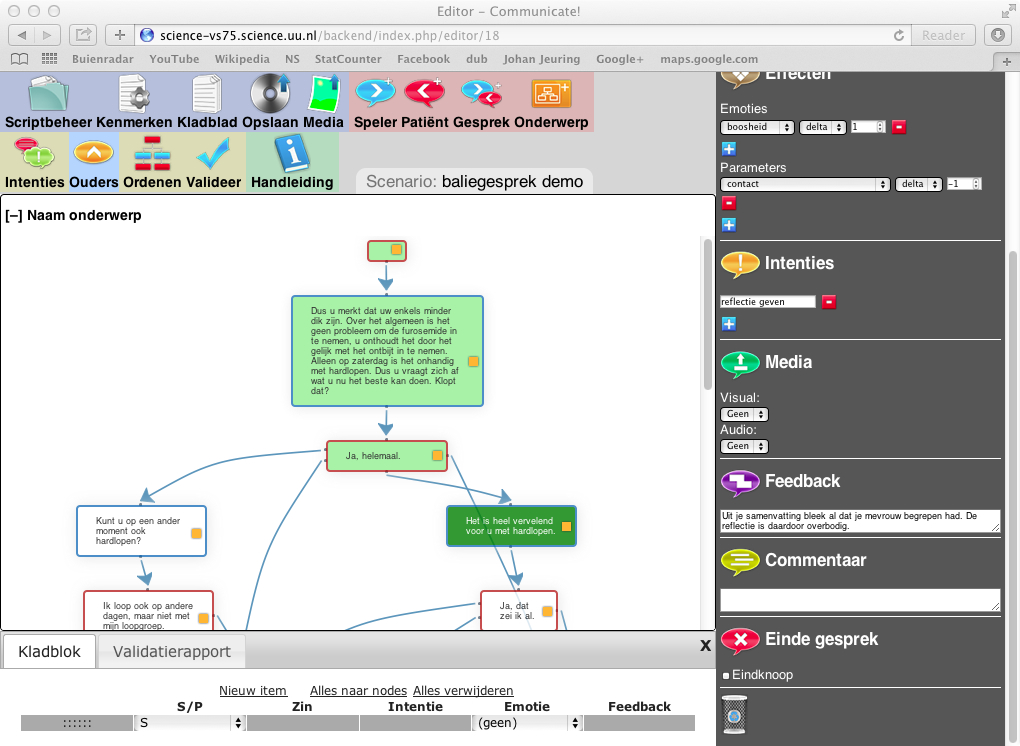 Editor – Communicate!
science-vs75.science.uu.nl/backend/index.php/editor/18
Reader
Buienradar YouTube Wikipedia NS StatCounter Facebook dub Johan Jeuring Google+ maps.google.com
Scriptbeheer Kenmerken Kladblad Opslaan Media Speler Patiënt Gesprek Onderwerp
Intenties Ouders Ordenen Valideer Handleiding
Scenario: baliegesprek demo
[–] Naam onderwerp
Dus u merkt dat uw enkels minder
dik zijn. Over het algemeen is het
geen probleem om de furosemide in
te nemen, u onthoudt het door het
gelijk met het ontbijt in te nemen.
Alleen op zaterdag is het onhandig
met hardlopen. Dus u vraagt zich af
wat u nu het beste kan doen. Klopt
dat?
Ja, helemaal.
Kunt u op een ander
moment ook
hardlopen?
Het is heel vervelend
voor u met hardlopen.
Ik loop ook op andere
dagen, maar niet met
mijn loopgroep.
Ja, dat
zei ik al.
Kladblok Validatierapport X
Nieuw item Alles naar nodes Alles verwijderen
S/P Zin Intentie Emotie Feedback
S (geen)
Effecten
Emoties
boosheid delta 1
Parameters
contact delta -1
Intenties
reflectie geven
Media
Visual:
Geen
Audio:
Geen
Feedback
Uit je samenvatting bleek al dat je mevrouw begrepen had. De
reflectie is daardoor overbodig.
Commentaar
Einde gesprek
Eindknoop